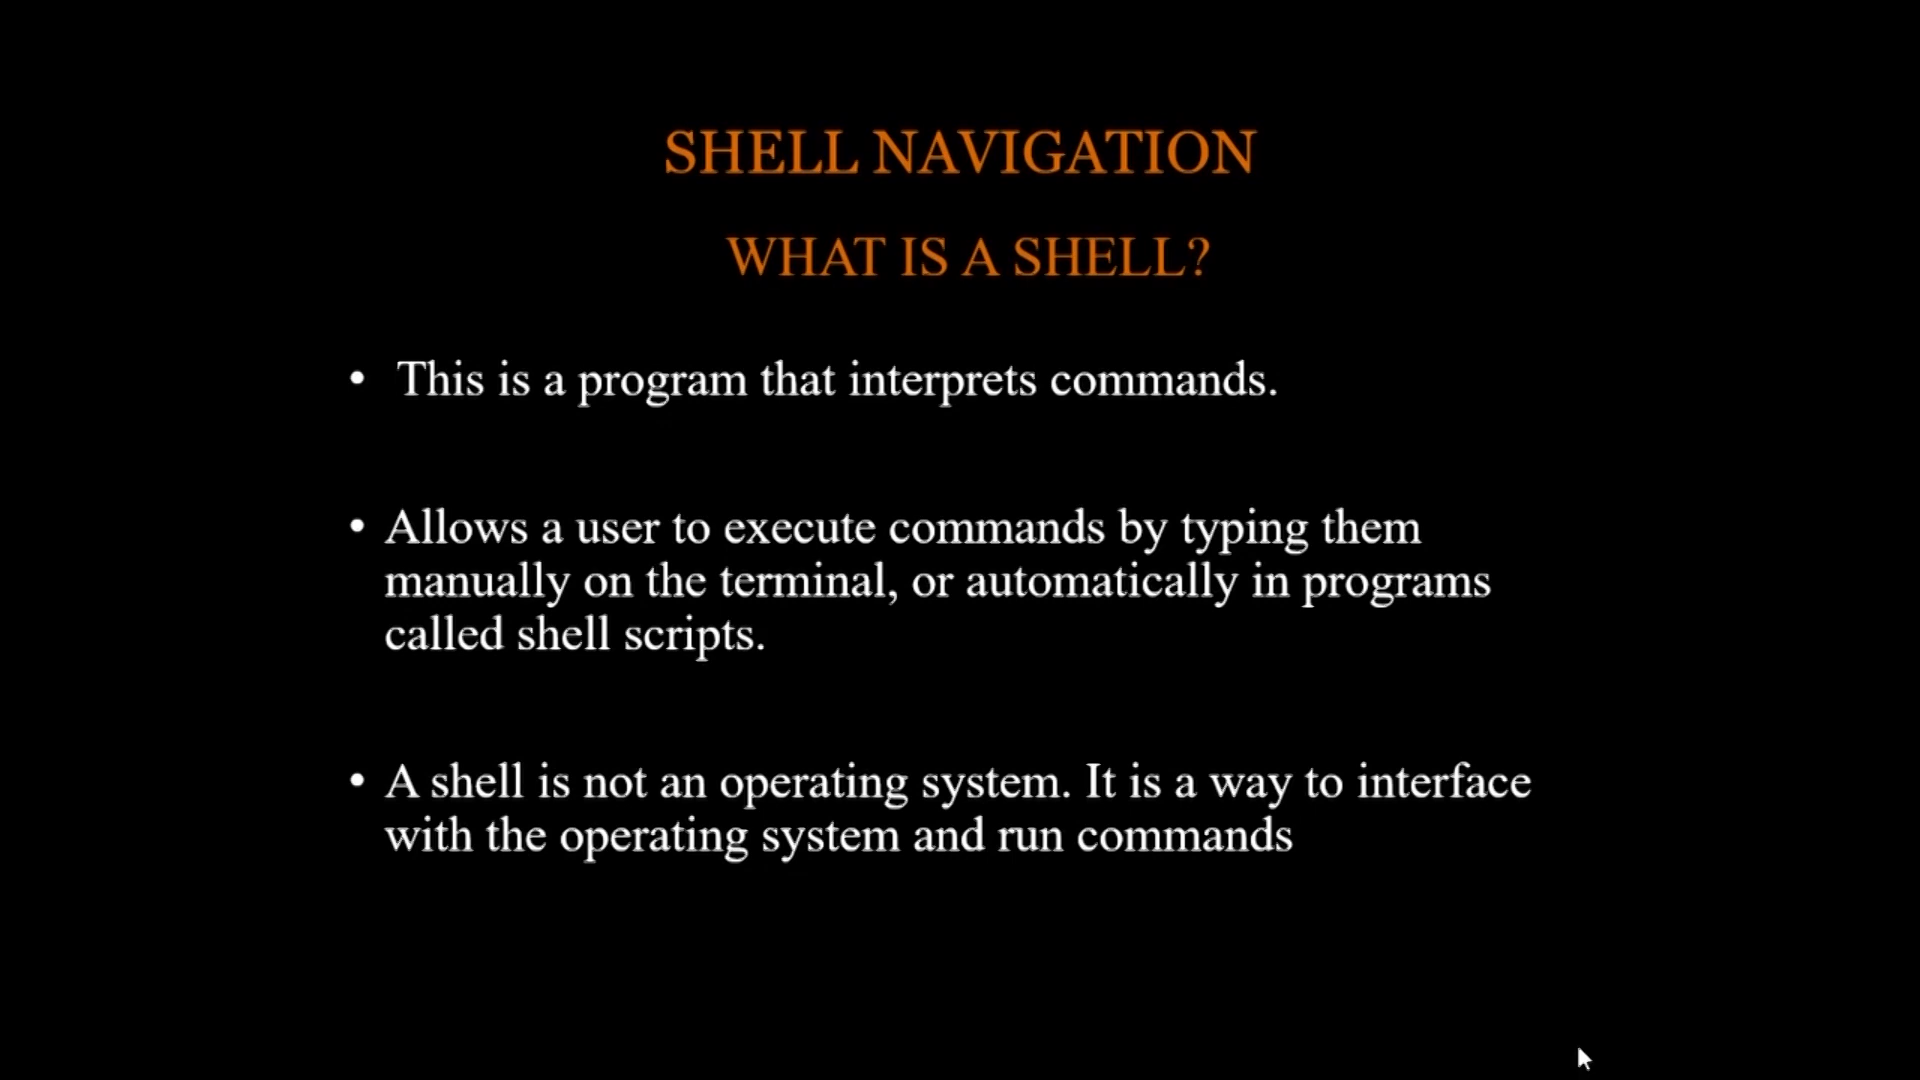 SHELL NAVIGATION
WHAT IS A SHELL?
• This is a program that interprets commands.
• Allows a user to execute commands by typing them
manually on the terminal, or automatically in programs
called shell scripts.
• A shell is not an operating system. It is a way to interface
with the operating system and run commands